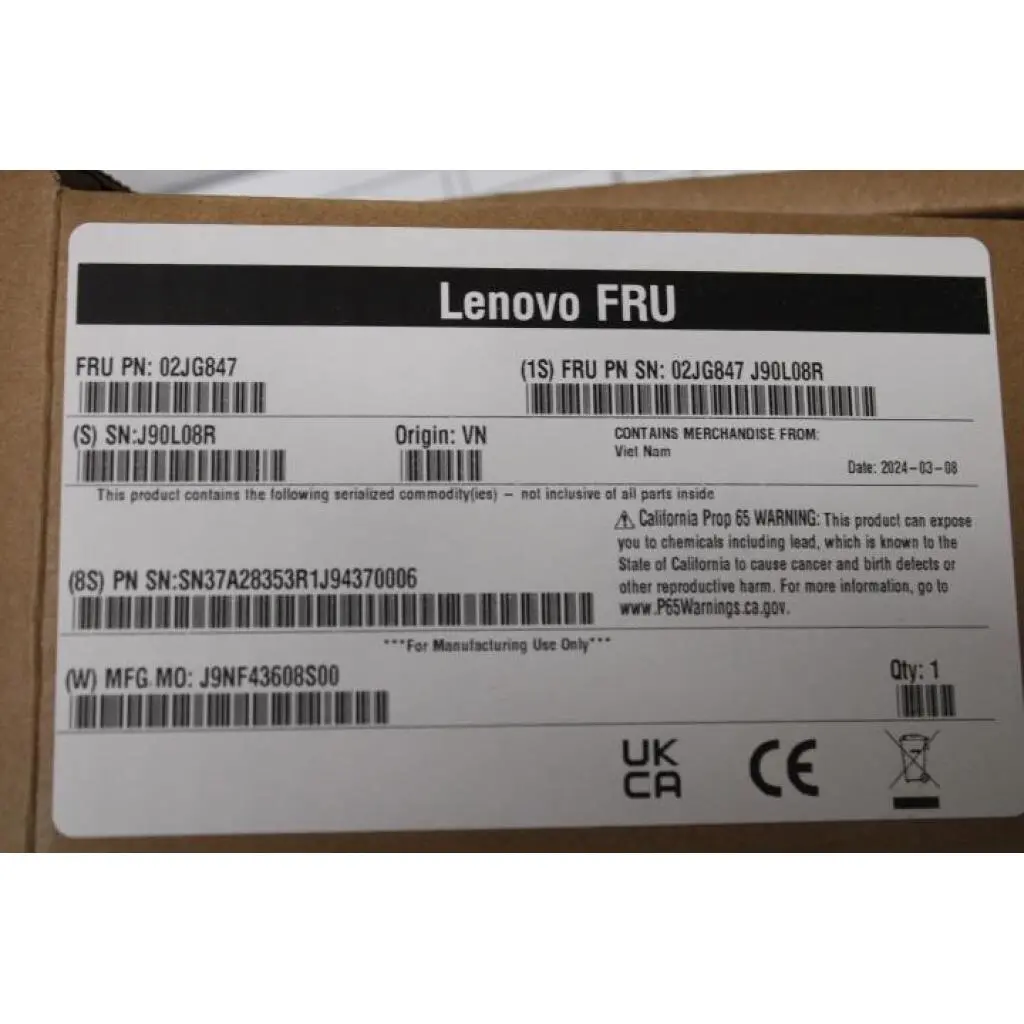 Lenovo FRU
FRU PN: 02JG847
(1S) FRU PN SN: 02JG847 J90L08R
(S) SN:J90L08R
Origin: VN
CONTAINS MERCHANDISE FROM:
Viet Nam
Date: 2024-03-08
This product contains the following serialized commodity(ies) – not inclusive of all parts inside
⚠ California Prop 65 WARNING: This product can expose
you to chemicals including lead, which is known to the
State of California to cause cancer and birth defects or
other reproductive harm. For more information, go to
www.P65Warnings.ca.gov.
(8S) PN SN:SN37A28353R1J94370006
***For Manufacturing Use Only***
(W) MFG MO: J9NF43608S00
Qty: 1
UK
CA
CE